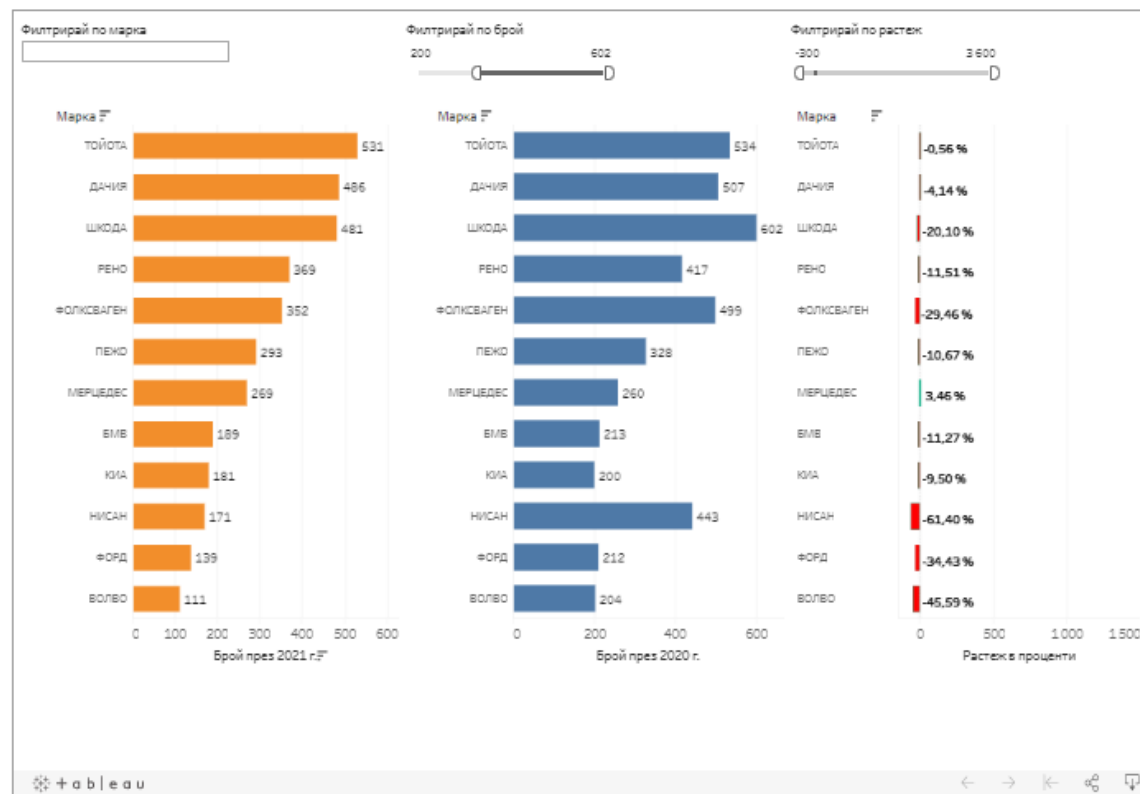 Филтрирай по марка
Филтрирай по брой
200 602
Филтрирай по растеж
-300 3 600
Марка
ТОЙОТА 531
ДАЧИЯ 486
ШКОДА 481
РЕНО 369
ФОЛКСВАГЕН 352
ПЕЖО 293
МЕРЦЕДЕС 269
БМВ 189
КИА 181
НИСАН 171
ФОРД 139
ВОЛВО 111
0 100 200 300 400 500 600
Брой през 2021 г.
Марка
ТОЙОТА 534
ДАЧИЯ 507
ШКОДА 602
РЕНО 417
ФОЛКСВАГЕН 499
ПЕЖО 328
МЕРЦЕДЕС 260
БМВ 213
КИА 200
НИСАН 443
ФОРД 212
ВОЛВО 204
0 200 400 600
Брой през 2020 г.
Марка
ТОЙОТА -0,56 %
ДАЧИЯ -4,14 %
ШКОДА -20,10 %
РЕНО -11,51 %
ФОЛКСВАГЕН -29,46 %
ПЕЖО -10,67 %
МЕРЦЕДЕС 3,46 %
БМВ -11,27 %
КИА -9,50 %
НИСАН -61,40 %
ФОРД -34,43 %
ВОЛВО -45,59 %
0 500 1 000 1 500
Растеж в проценти
+ a b | e a u